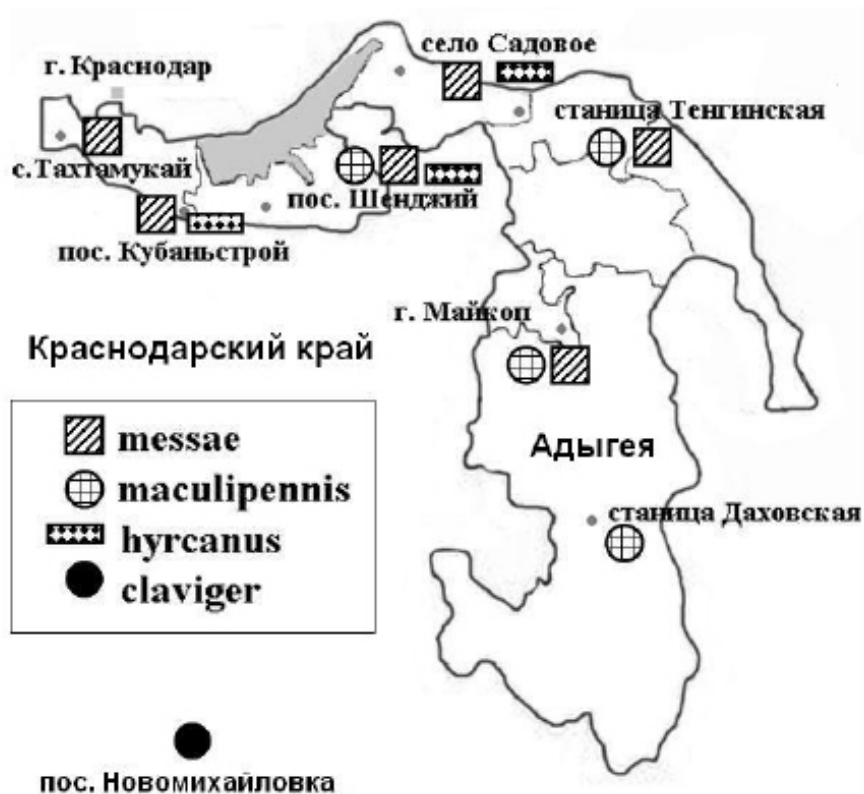 село Садовое
г. Краснодар
станица Тенгинская
с.Тахтамукай
пос. Шенджий
пос. Кубаньстрой
г. Майкоп
Краснодарский край
messae
maculipennis
hyrcanus
claviger
Адыгея
станица Даховская
пос. Новомихайловка